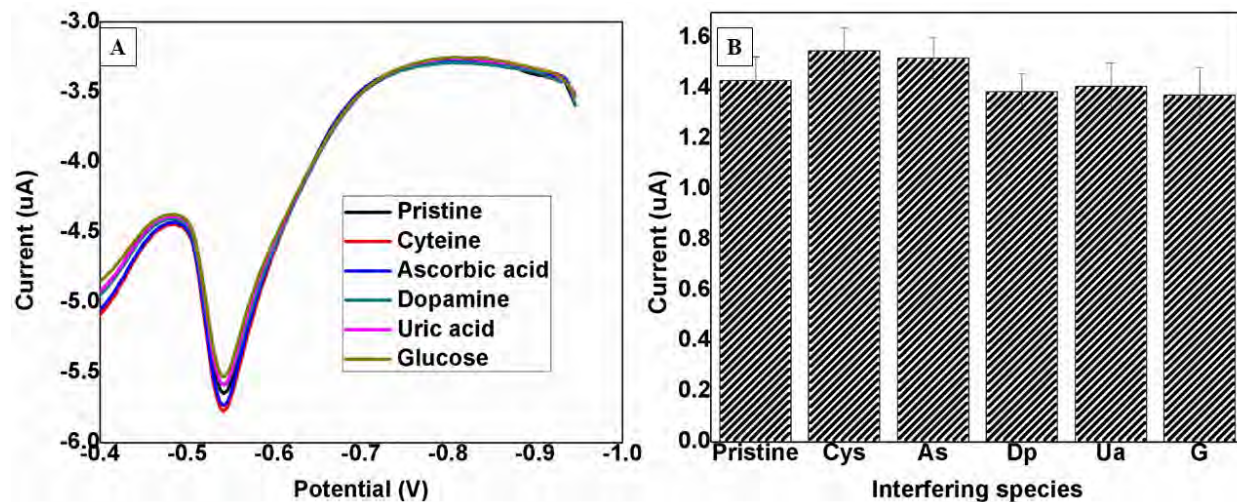 A
Current (uA)
-3.0
-3.5
-4.0
-4.5
-5.0
-5.5
-6.0
Pristine
Cyteine
Ascorbic acid
Dopamine
Uric acid
Glucose
-0.4 -0.5 -0.6 -0.7 -0.8 -0.9 -1.0
Potential (V)
B
Current (uA)
1.6
1.4
1.2
1.0
0.8
0.6
0.4
0.2
0.0
Pristine Cys As Dp Ua G
Interfering species